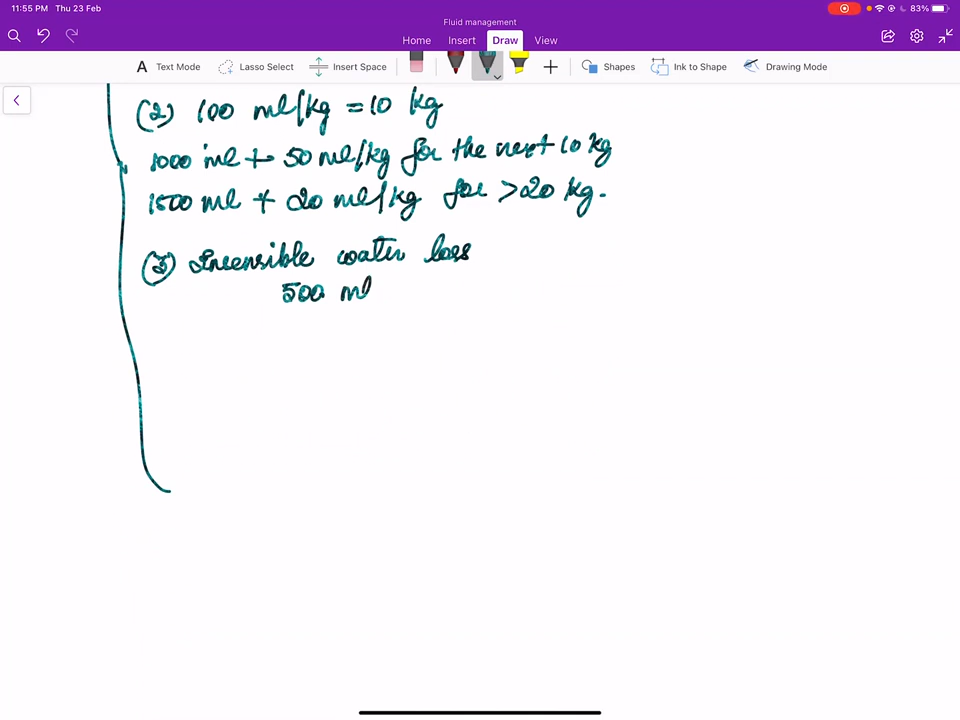 11:55 PM Thu 23 Feb
83%
Fluid management
Home Insert Draw View
A Text Mode Lasso Select Insert Space Shapes Ink to Shape Drawing Mode
(2) 100 ml/kg = 10 kg
1000 ml + 50 ml/kg for the next 10 kg
1500 ml + 20 ml/kg for >20 kg.
(3) Insensible water loss
500 ml